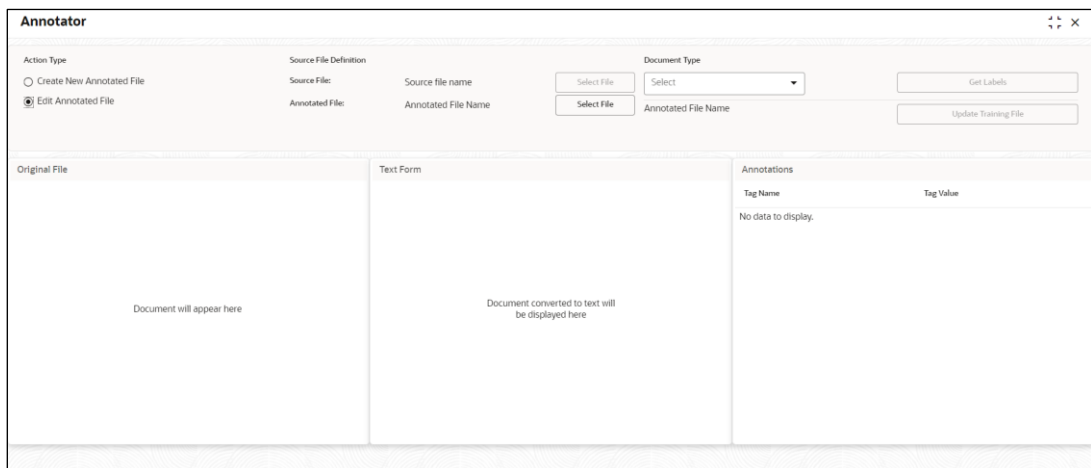 Annotator
Action Type
Source File Definition
Document Type
Create New Annotated File
Source File:
Source file name
Select File
Select
Get Labels
Edit Annotated File
Annotated File:
Annotated File Name
Select File
Annotated File Name
Update Training File
Original File
Text Form
Annotations
Tag Name
Tag Value
No data to display.
Document will appear here
Document converted to text will
be displayed here